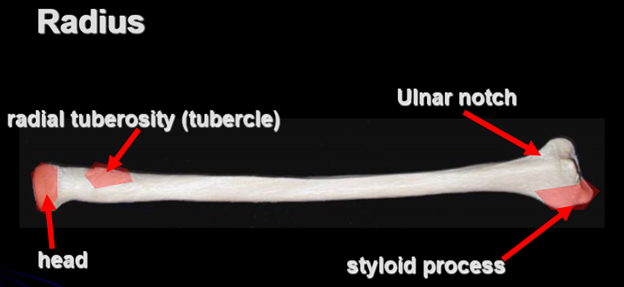 Radius
Ulnar notch
radial tuberosity (tubercle)
head
styloid process